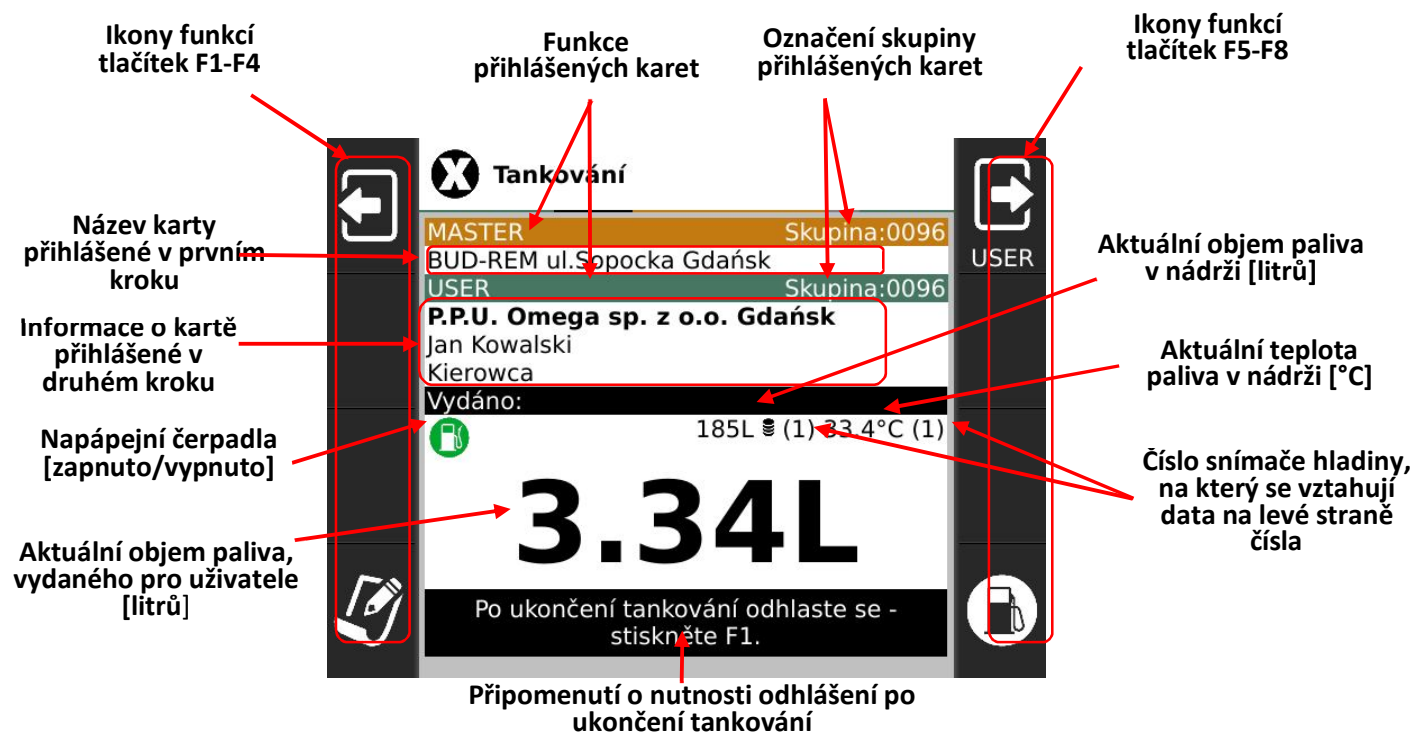 Ikony funkcí
tlačítek F1-F4
Funkce
přihlášených karet
Označení skupiny
přihlášených karet
Ikony funkcí
tlačítek F5-F8
Tankování
Název karty
přihlášené v prvním
kroku
MASTER Skupina:0096
BUD-REM ul.Sopocka Gdańsk
USER Skupina:0096
P.P.U. Omega sp. z o.o. Gdańsk
Jan Kowalski
Kierowca
USER
Aktuální objem paliva
v nádrži [litrů]
Informace o kartě
přihlášené v
druhém kroku
Aktuální teplota
paliva v nádrži [°C]
Vydáno:
185L (1) 33.4°C (1)
Napápejní čerpadla
[zapnuto/vypnuto]
Číslo snímače hladiny,
na který se vztahují
data na levé straně
čísla
3.34L
Aktuální objem paliva,
vydaného pro uživatele
[litrů]
Po ukončení tankování odhlaste se -
stiskněte F1.
Připomenutí o nutnosti odhlášení po
ukončení tankování